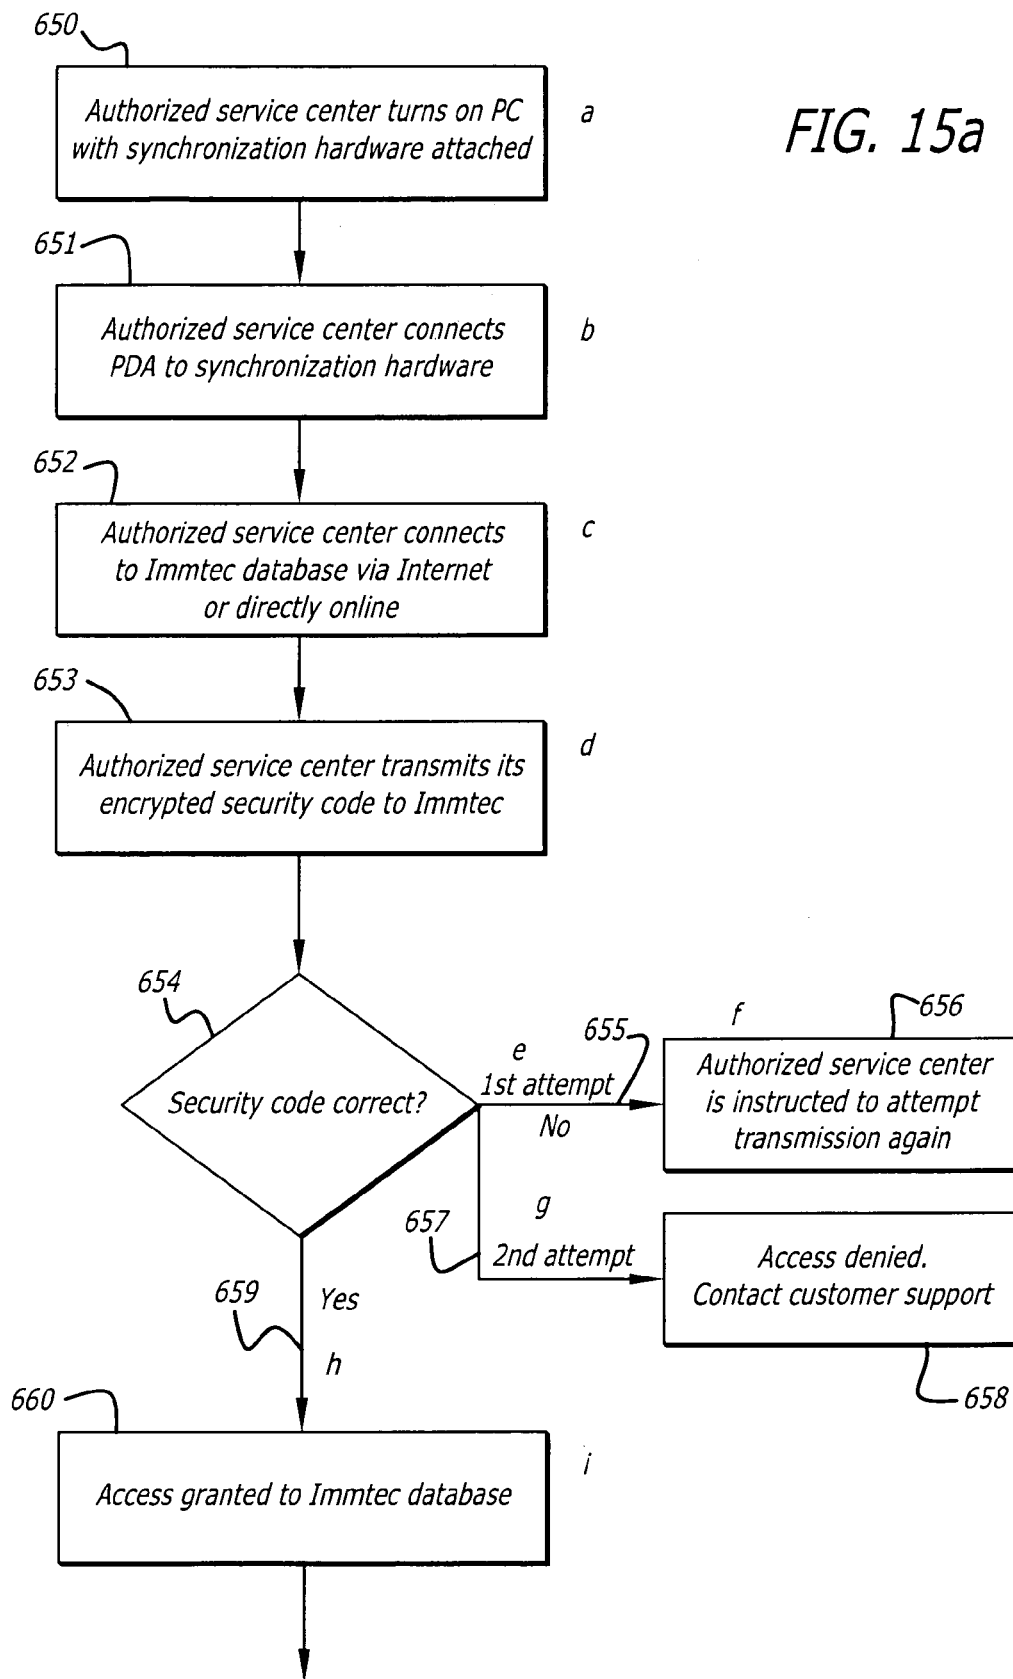 650
Authorized service center turns on PC
with synchronization hardware attached
a
FIG. 15a
651
Authorized service center connects
PDA to synchronization hardware
b
652
Authorized service center connects
to Immtec database via Internet
or directly online
c
653
Authorized service center transmits its
encrypted security code to Immtec
d
654
Security code correct?
e
1st attempt
No
655
f
656
Authorized service center
is instructed to attempt
transmission again
657
g
2nd attempt
Access denied.
Contact customer support
658
659
Yes
h
660
Access granted to Immtec database
i